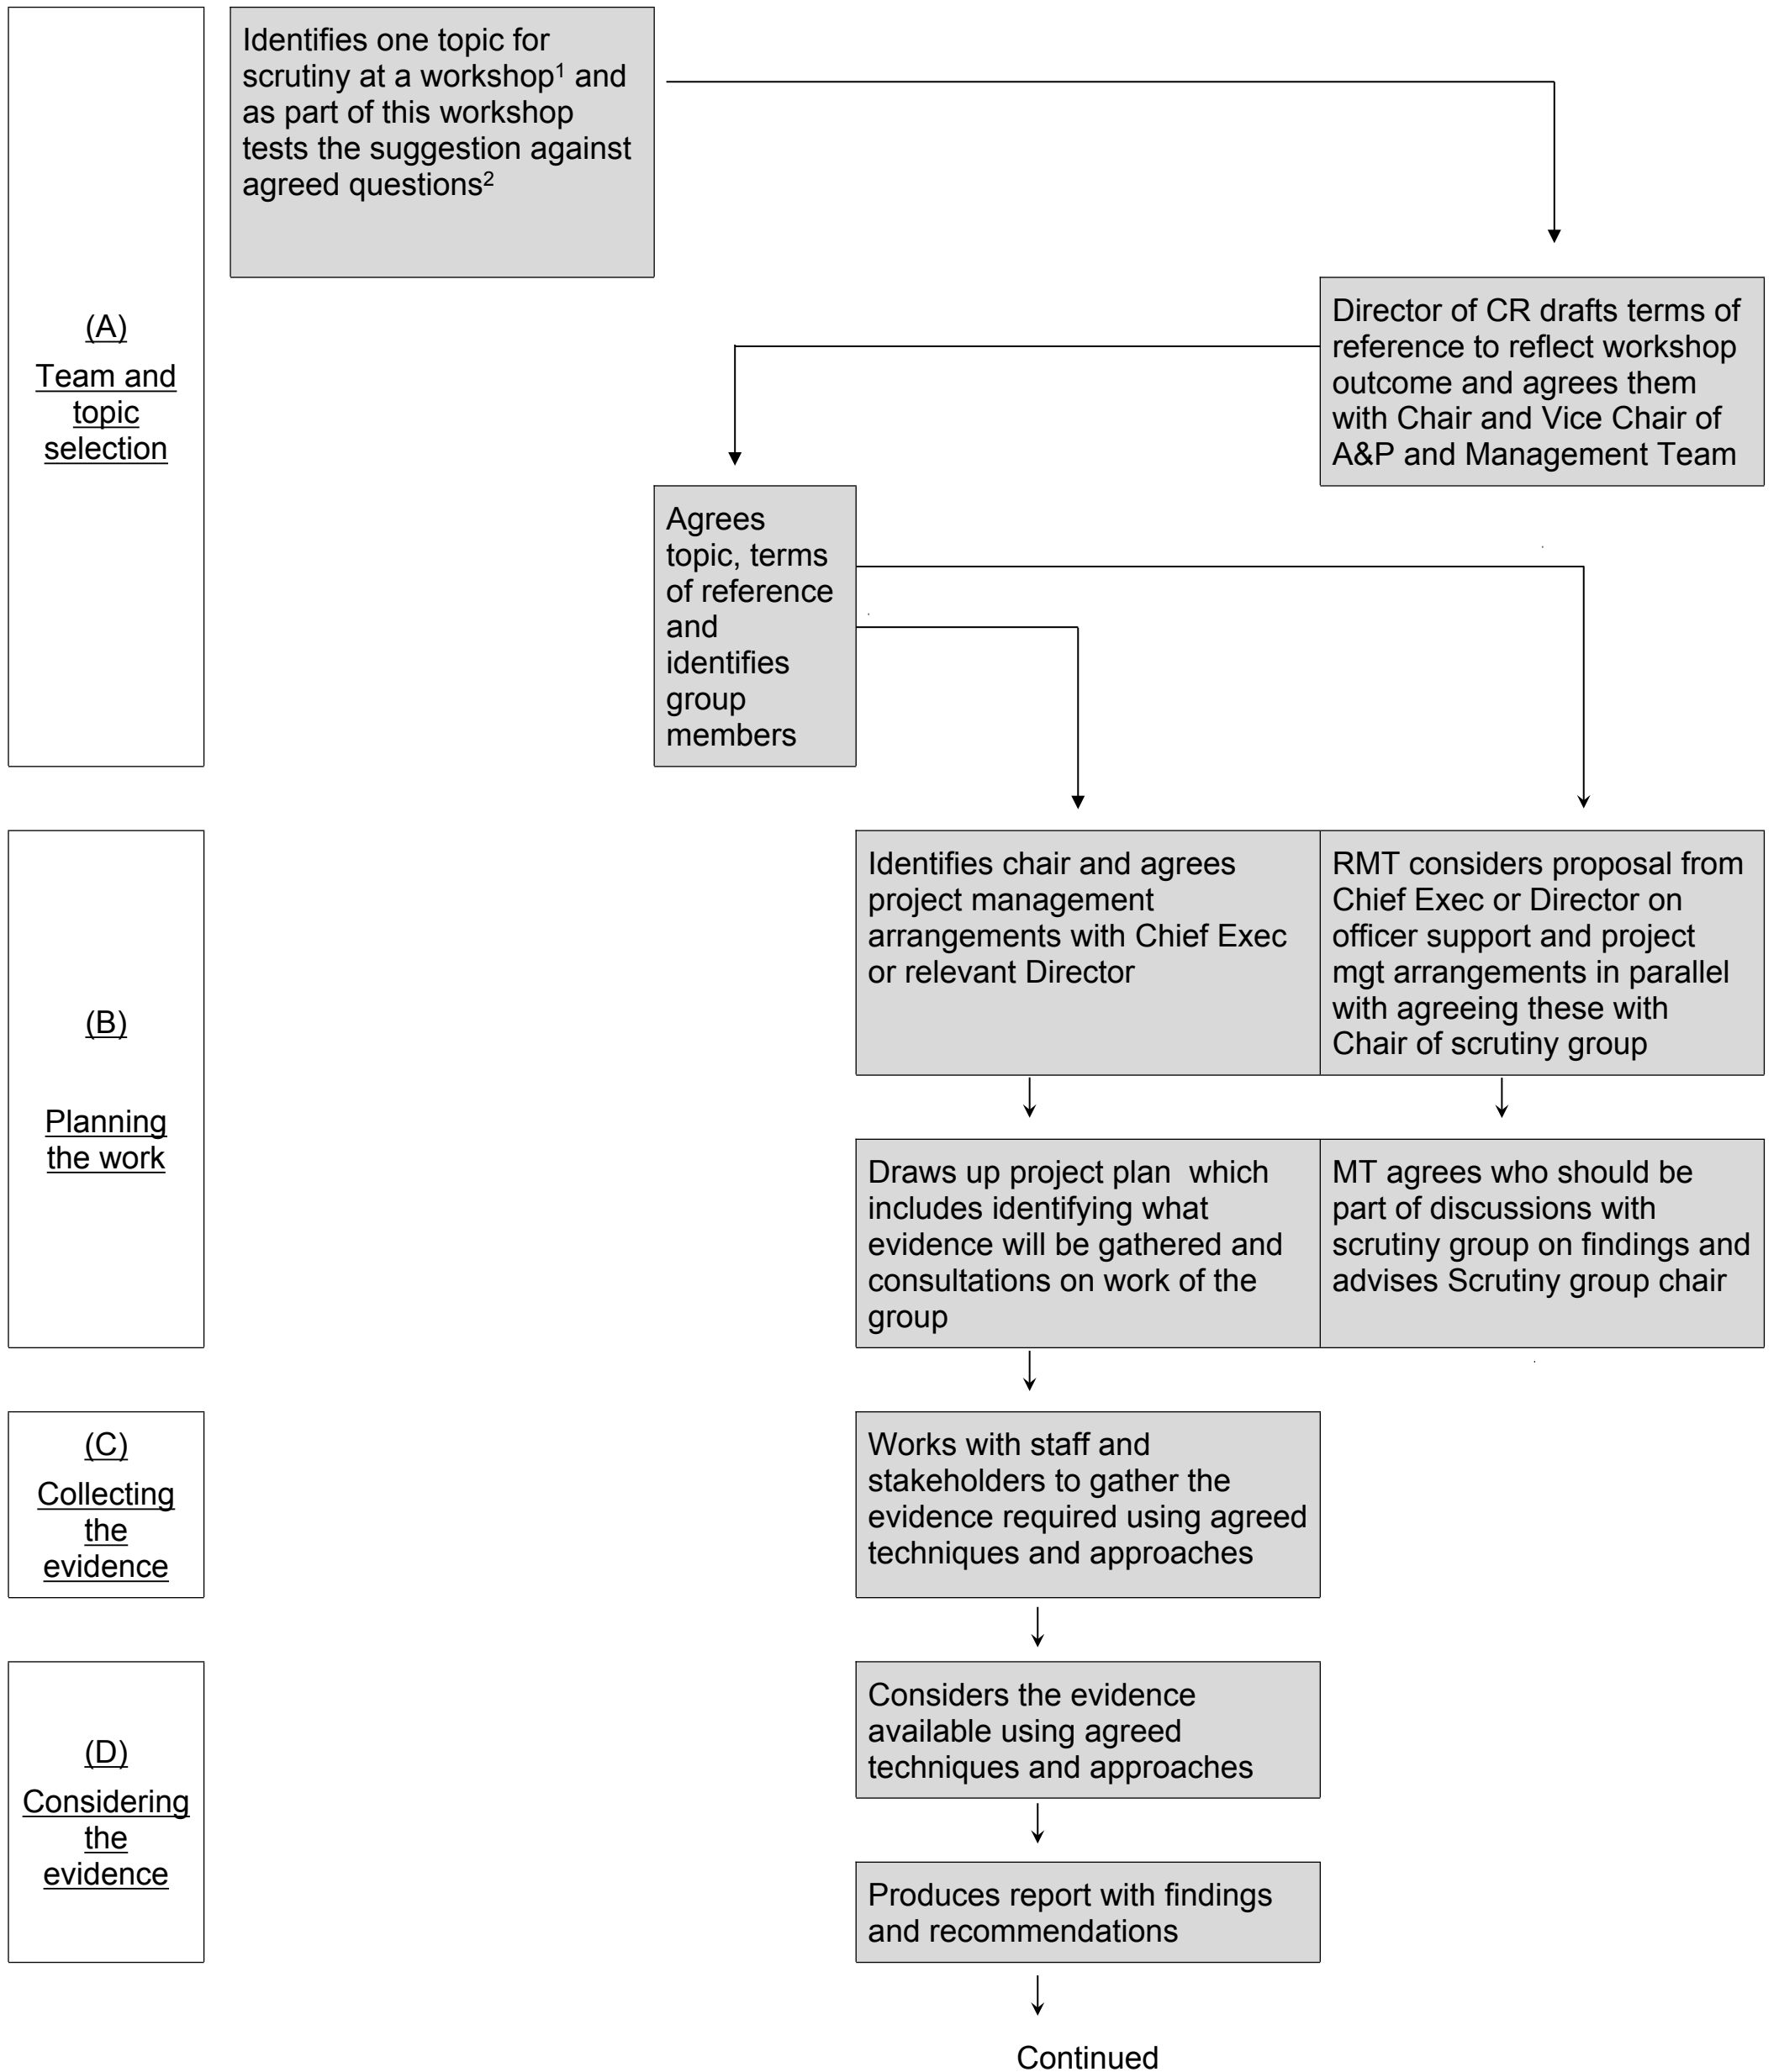 Identifies one topic for
scrutiny at a workshop¹ and
as part of this workshop
tests the suggestion against
agreed questions²
(A)
Team and
topic
selection
Director of CR drafts terms of
reference to reflect workshop
outcome and agrees them
with Chair and Vice Chair of
A&P and Management Team
Agrees
topic, terms
of reference
and
identifies
group
members
(B)
Planning
the work
Identifies chair and agrees
project management
arrangements with Chief Exec
or relevant Director
RMT considers proposal from
Chief Exec or Director on
officer support and project
mgt arrangements in parallel
with agreeing these with
Chair of scrutiny group
Draws up project plan  which
includes identifying what
evidence will be gathered and
consultations on work of the
group
MT agrees who should be
part of discussions with
scrutiny group on findings and
advises Scrutiny group chair
(C)
Collecting
the
evidence
Works with staff and
stakeholders to gather the
evidence required using agreed
techniques and approaches
(D)
Considering
the
evidence
Considers the evidence
available using agreed
techniques and approaches
Produces report with findings
and recommendations
Continued